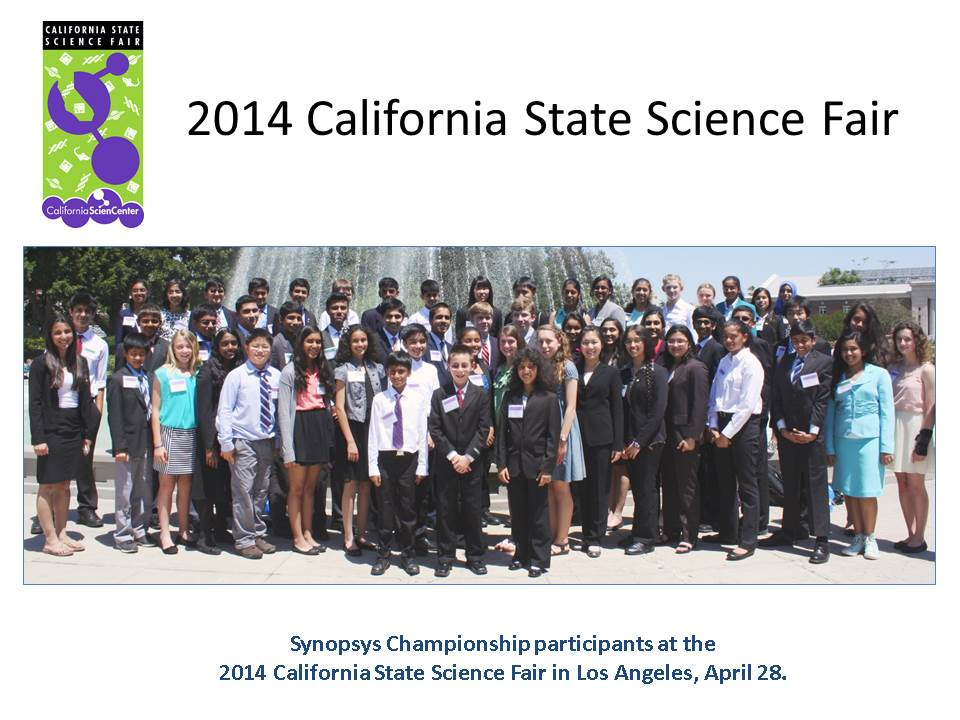 CALIFORNIA STATE
SCIENCE FAIR
2014 California State Science Fair
CaliforniaScienCenter
Synopsys Championship participants at the
2014 California State Science Fair in Los Angeles, April 28.